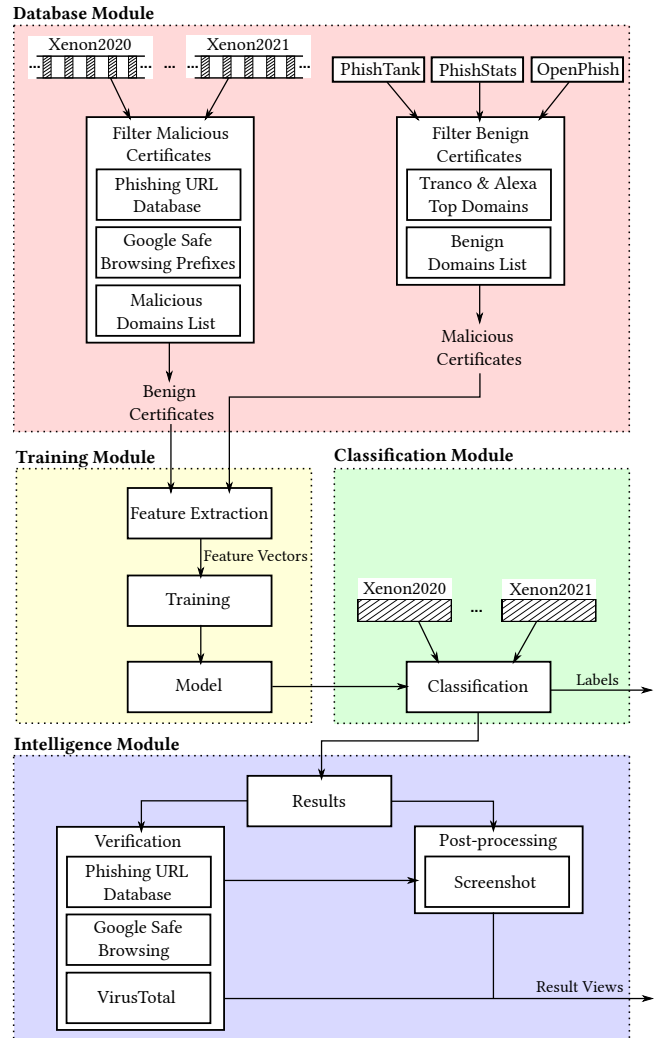 Database Module
Xenon2020
Xenon2021
... ... ... ... ...
PhishTank
PhishStats
OpenPhish
Filter Malicious
Certificates
Phishing URL
Database
Google Safe
Browsing Prefixes
Malicious
Domains List
Filter Benign
Certificates
Tranco & Alexa
Top Domains
Benign
Domains List
Malicious
Certificates
Benign
Certificates
Training Module
Feature Extraction
Feature Vectors
Training
Model
Classification Module
Xenon2020
...
Xenon2021
Classification
Labels
Intelligence Module
Results
Verification
Phishing URL
Database
Google Safe
Browsing
VirusTotal
Post-processing
Screenshot
Result Views